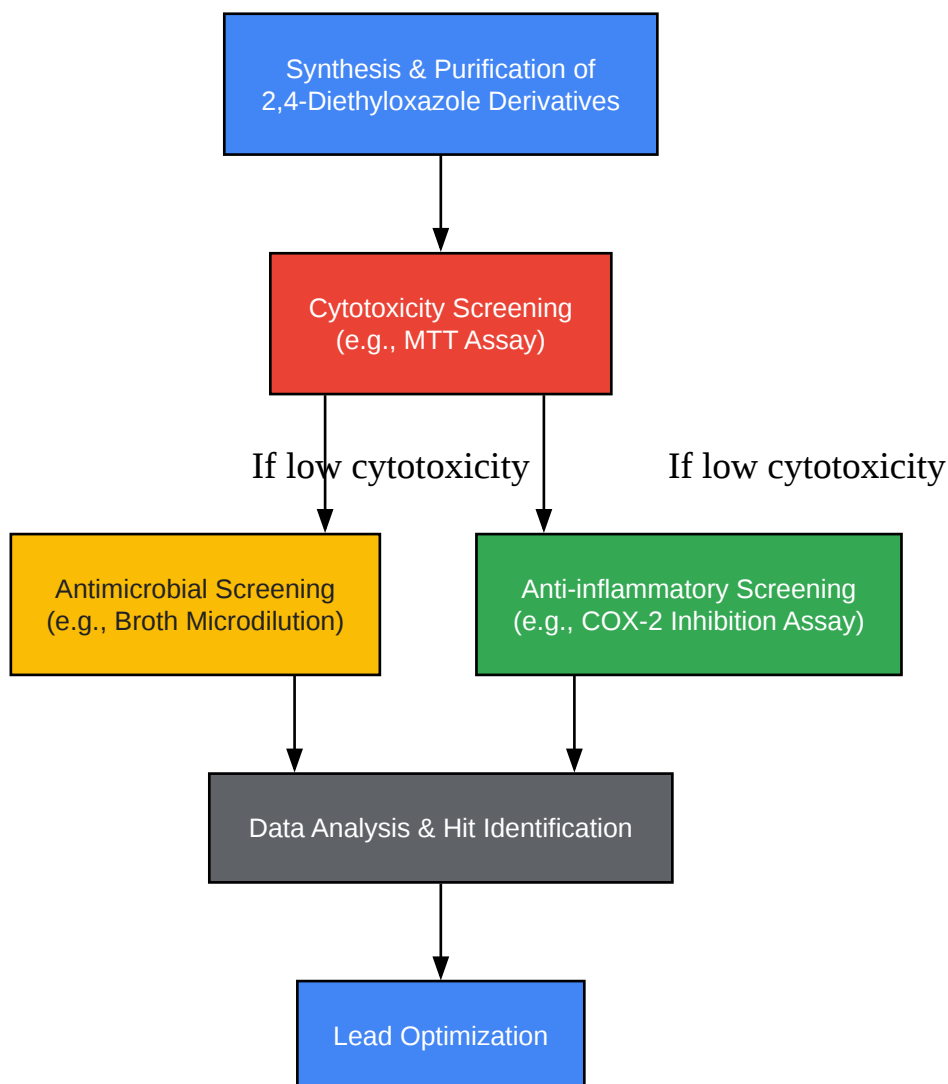 Synthesis & Purification of
2,4-Diethyloxazole Derivatives
Cytotoxicity Screening
(e.g., MTT Assay)
If low cytotoxicity
If low cytotoxicity
Antimicrobial Screening
(e.g., Broth Microdilution)
Anti-inflammatory Screening
(e.g., COX-2 Inhibition Assay)
Data Analysis & Hit Identification
Lead Optimization